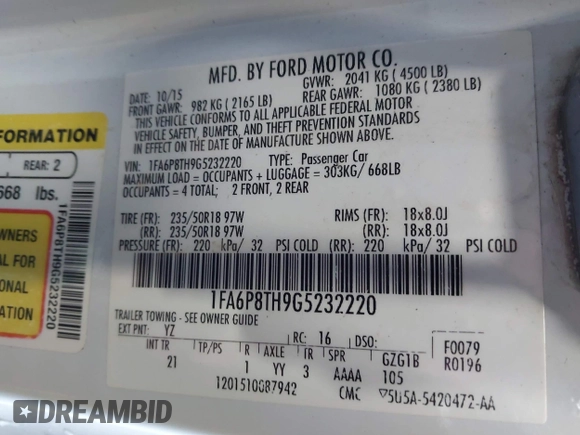 MFD. BY FORD MOTOR CO.
DATE: 10/15
GVWR: 2041 KG ( 4500 LB)
FRONT GAWR: 982 KG ( 2165 LB)
REAR GAWR: 1080 KG ( 2380 LB)
THIS VEHICLE CONFORMS TO ALL APPLICABLE FEDERAL MOTOR
VEHICLE SAFETY, BUMPER, AND THEFT PREVENTION STANDARDS
IN EFFECT ON THE DATE OF MANUFACTURE SHOWN ABOVE.
VIN: 1FA6P8TH9G5232220 TYPE: Passenger Car
MAXIMUM LOAD = OCCUPANTS + LUGGAGE = 303KG/ 668LB
OCCUPANTS = 4 TOTAL; 2 FRONT, 2 REAR
TIRE (FR): 235/50R18 97W RIMS (FR): 18x8.0J
(RR): 235/50R18 97W (RR): 18x8.0J
PRESSURE (FR): 220 kPa/ 32 PSI COLD (RR): 220 kPa/ 32 PSI COLD
1FA6P8TH9G5232220
TRAILER TOWING - SEE OWNER GUIDE
EXT PNT: YZ RC: 16 DSO: F0079
INT TR TP/PS R AXLE TR SPR GZG1B R0196
21 1 YY 3 AAAA 105
1201510087942 CMC 5U5A-5420472-AA
INFORMATION
REAR: 2
668 lbs.
OWNERS
AL FOR
IONAL
1FA6P8TH9G5232220
DREAMBID